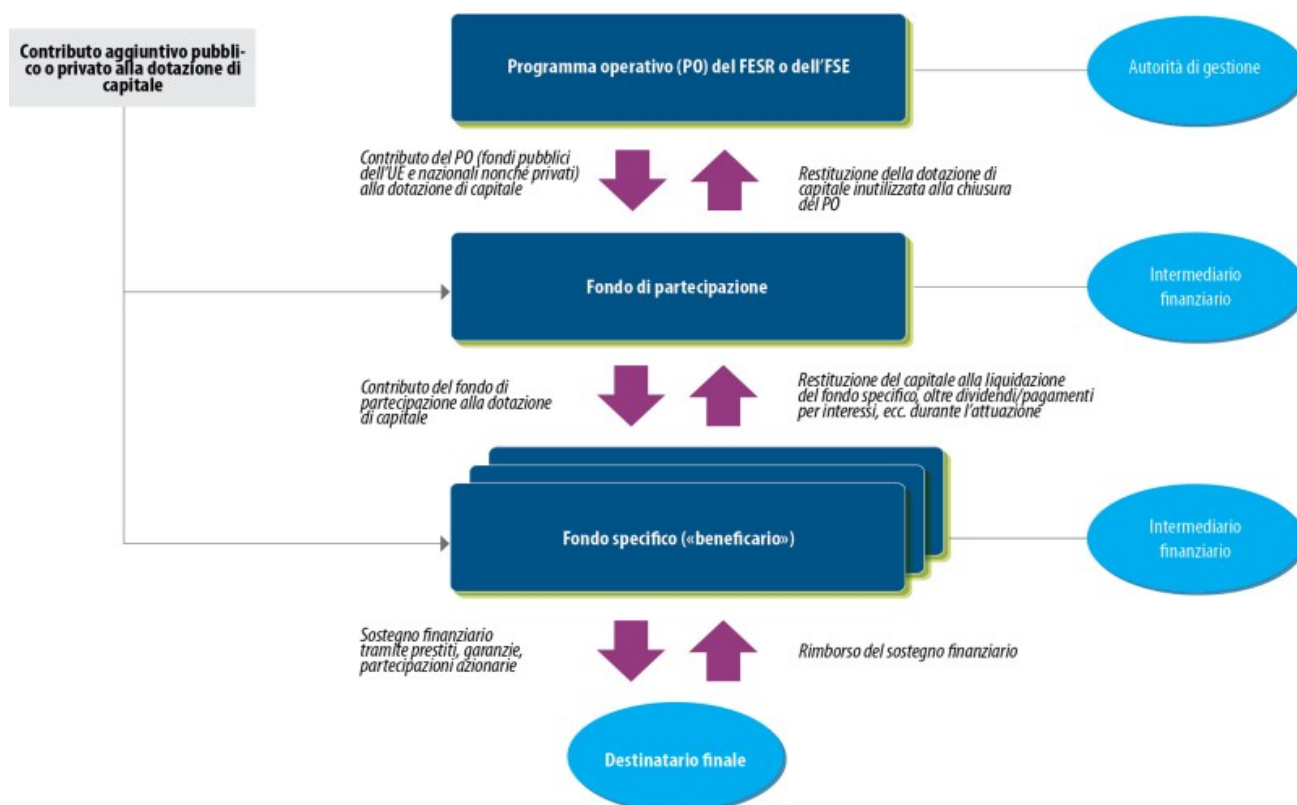 Contributo aggiuntivo pubbli-
co o privato alla dotazione di
capitale
Programma operativo (PO) del FESR o dell'FSE
Autorità di gestione
Contributo del PO (fondi pubblici
dell'UE e nazionali nonché privati)
alla dotazione di capitale
Restituzione della dotazione di
capitale inutilizzata alla chiusura
del PO
Fondo di partecipazione
Intermediario
finanziario
Contributo del fondo di
partecipazione alla dotazione
di capitale
Restituzione del capitale alla liquidazione
del fondo specifico, oltre dividendi/pagamenti
per interessi, ecc. durante l'attuazione
Fondo specifico («beneficario»)
Intermediario
finanziario
Sostegno finanziario
tramite prestiti, garanzie,
partecipazioni azionarie
Rimborso del sostegno finanziario
Destinatario finale